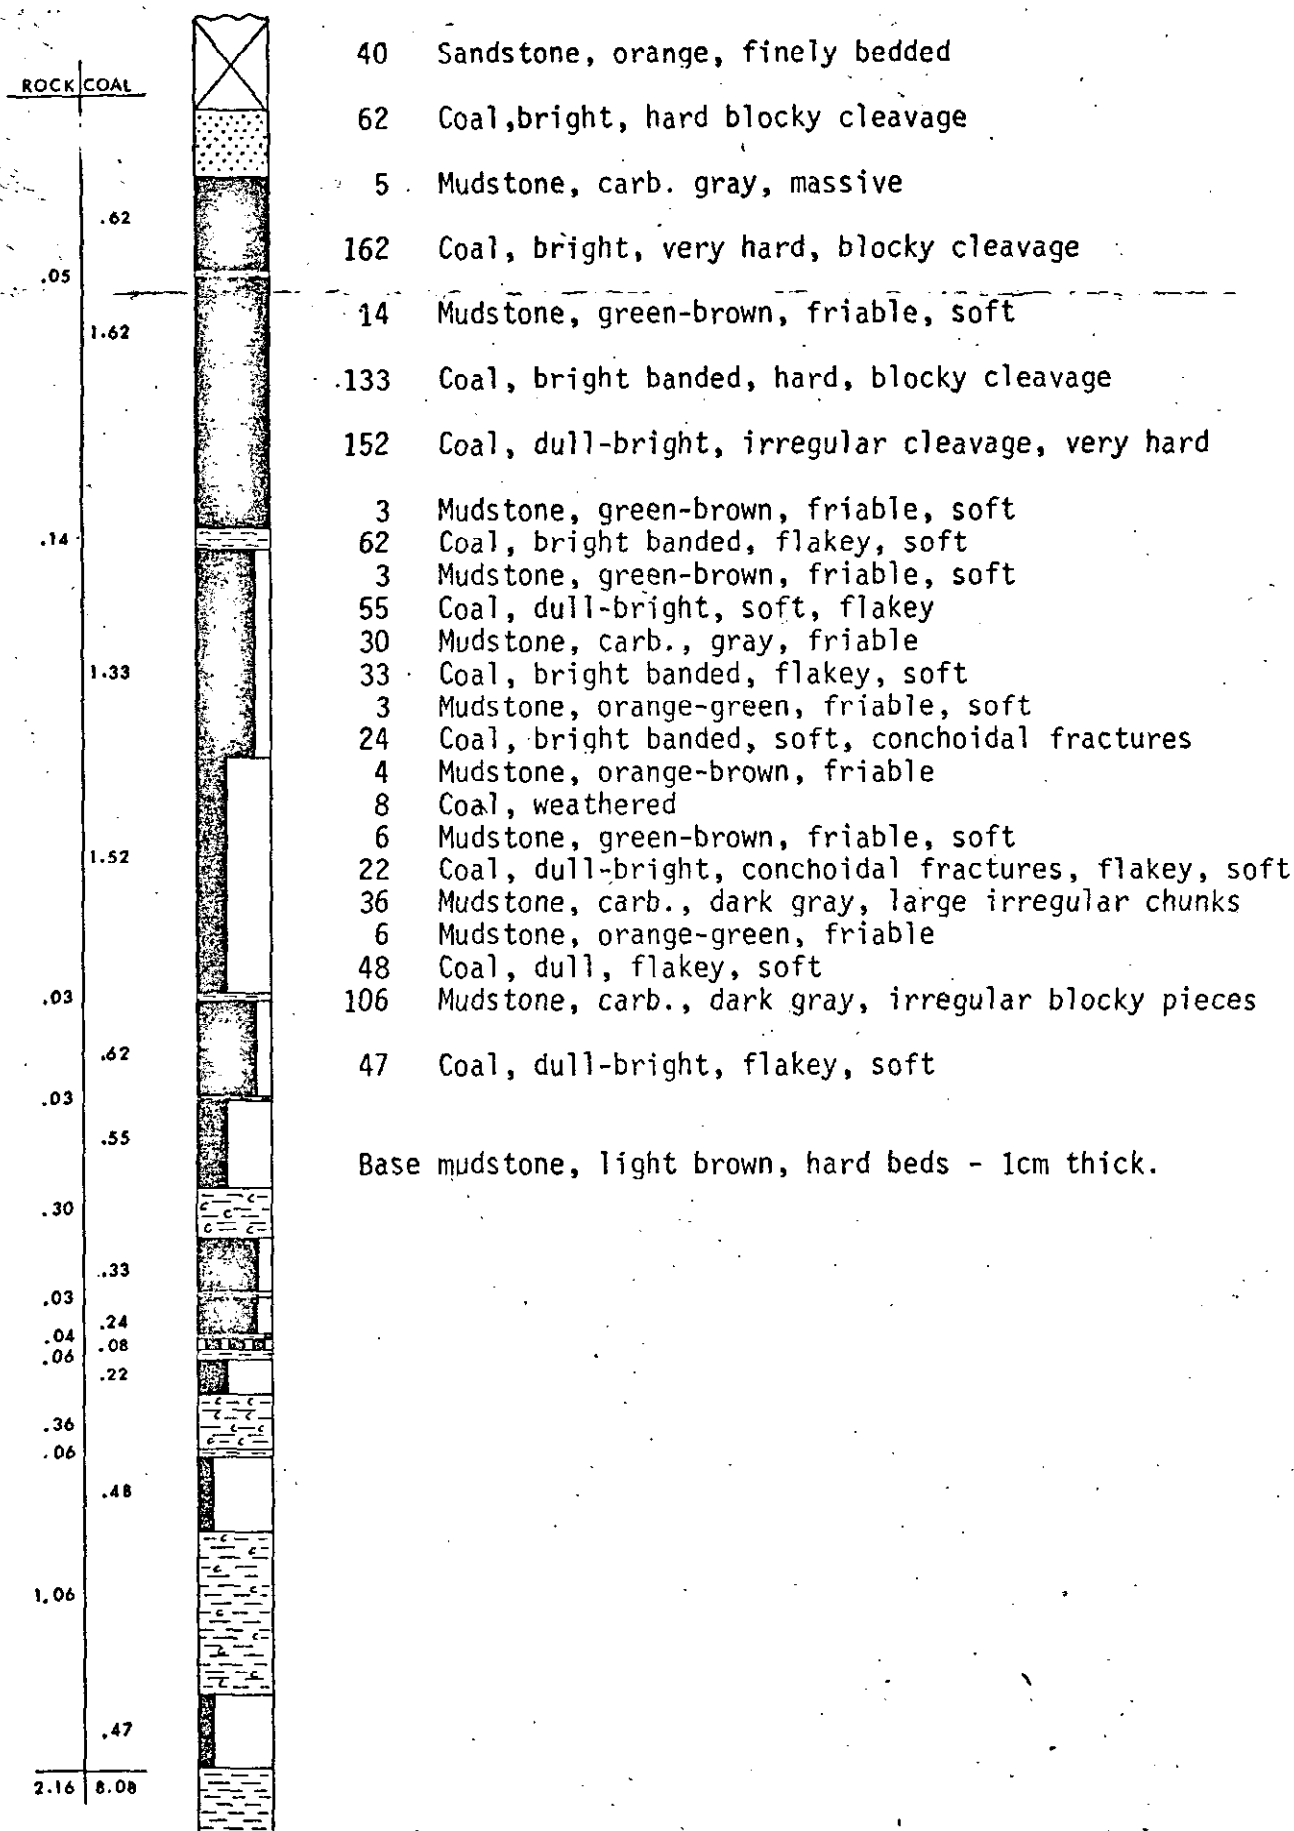 ROCK COAL
.62
.05
1.62
.14
1.33
1.52
.03
.62
.03
.55
.30
.33
.03
.24
.04
.08
.06
.22
.36
.06
.48
1.06
.47
2.16 8.08
40 Sandstone, orange, finely bedded
62 Coal,bright, hard blocky cleavage
5 Mudstone, carb. gray, massive
162 Coal, bright, very hard, blocky cleavage
14 Mudstone, green-brown, friable, soft
133 Coal, bright banded, hard, blocky cleavage
152 Coal, dull-bright, irregular cleavage, very hard
3 Mudstone, green-brown, friable, soft
62 Coal, bright banded, flakey, soft
3 Mudstone, green-brown, friable, soft
55 Coal, dull-bright, soft, flakey
30 Mudstone, carb., gray, friable
33 Coal, bright banded, flakey, soft
3 Mudstone, orange-green, friable, soft
24 Coal, bright banded, soft, conchoidal fractures
4 Mudstone, orange-brown, friable
8 Coal, weathered
6 Mudstone, green-brown, friable, soft
22 Coal, dull-bright, conchoidal fractures, flakey, soft
36 Mudstone, carb., dark gray, large irregular chunks
6 Mudstone, orange-green, friable
48 Coal, dull, flakey, soft
106 Mudstone, carb., dark gray, irregular blocky pieces
47 Coal, dull-bright, flakey, soft
Base mudstone, light brown, hard beds - 1cm thick.